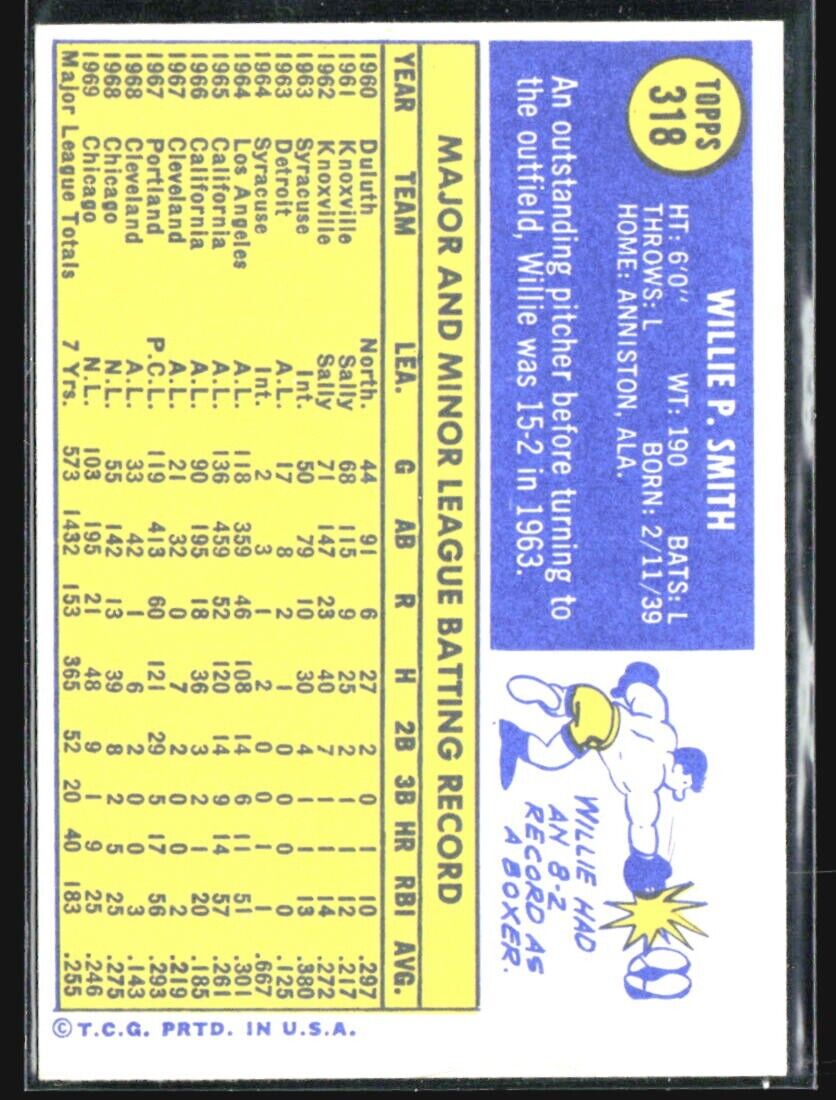 TOPPS
318
WILLIE P. SMITH
HT: 6'0" WT: 190 BATS: L
THROWS: L BORN: 2/11/39
HOME: ANNISTON, ALA.
An outstanding pitcher before turning to
the outfield, Willie was 15-2 in 1963.
WILLIE HAD
AN 8-2
RECORD AS
A BOXER.
MAJOR AND MINOR LEAGUE BATTING RECORD
YEAR TEAM LEA. G AB R H 2B 3B HR RBI AVG.
1960 Duluth North. 44 91 6 27 2 0 1 10 .297
1961 Knoxville Sally 68 115 9 25 2 1 1 12 .217
1962 Knoxville Sally 71 147 23 40 7 1 1 14 .272
1963 Syracuse Int. 50 79 10 30 4 1 1 13 .380
1963 Detroit A.L. 17 8 2 1 0 0 0 0 .125
1964 Syracuse Int. 2 3 1 2 0 0 1 1 .667
1964 Los Angeles A.L. 118 359 46 108 14 6 11 51 .301
1965 California A.L. 136 459 52 120 14 9 14 57 .261
1966 California A.L. 90 195 18 36 3 2 1 20 .185
1967 Cleveland A.L. 21 32 0 7 2 0 0 2 .219
1967 Portland P.C.L. 119 413 60 121 29 5 17 56 .293
1968 Cleveland A.L. 33 42 1 6 2 0 0 3 .143
1968 Chicago N.L. 55 142 13 39 8 2 5 25 .275
1969 Chicago N.L. 103 195 21 48 9 1 9 25 .246
Major League Totals 7 Yrs. 573 1432 153 365 52 20 40 183 .255
© T.C.G. PRTD. IN U.S.A.